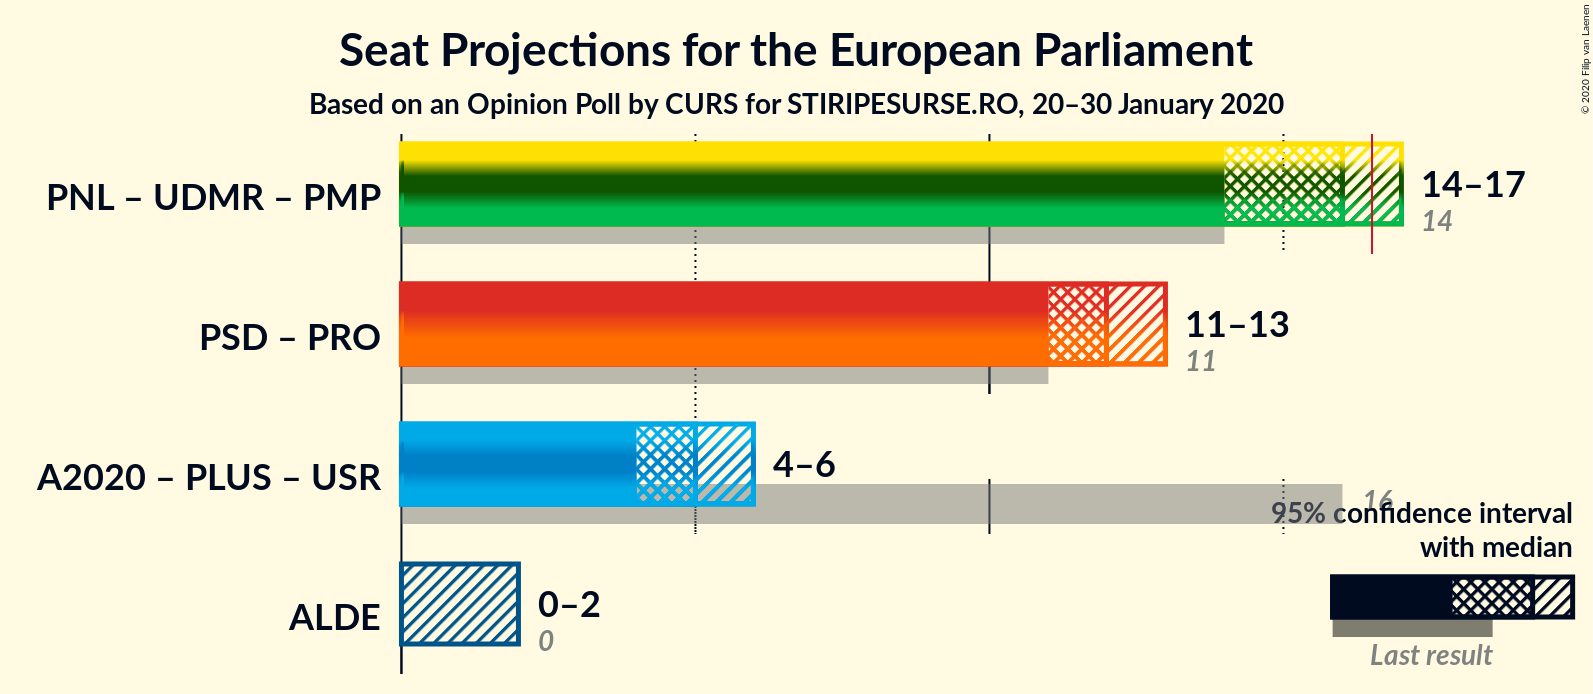 Seat Projections for the European Parliament
Based on an Opinion Poll by CURS for STIRIPESURSE.RO, 20–30 January 2020
© 2020 Filip van Laenen
PNL – UDMR – PMP
14–17
14
PSD – PRO
11–13
11
A2020 – PLUS – USR
4–6
16
ALDE
0–2
0
95% confidence interval
with median
Last result